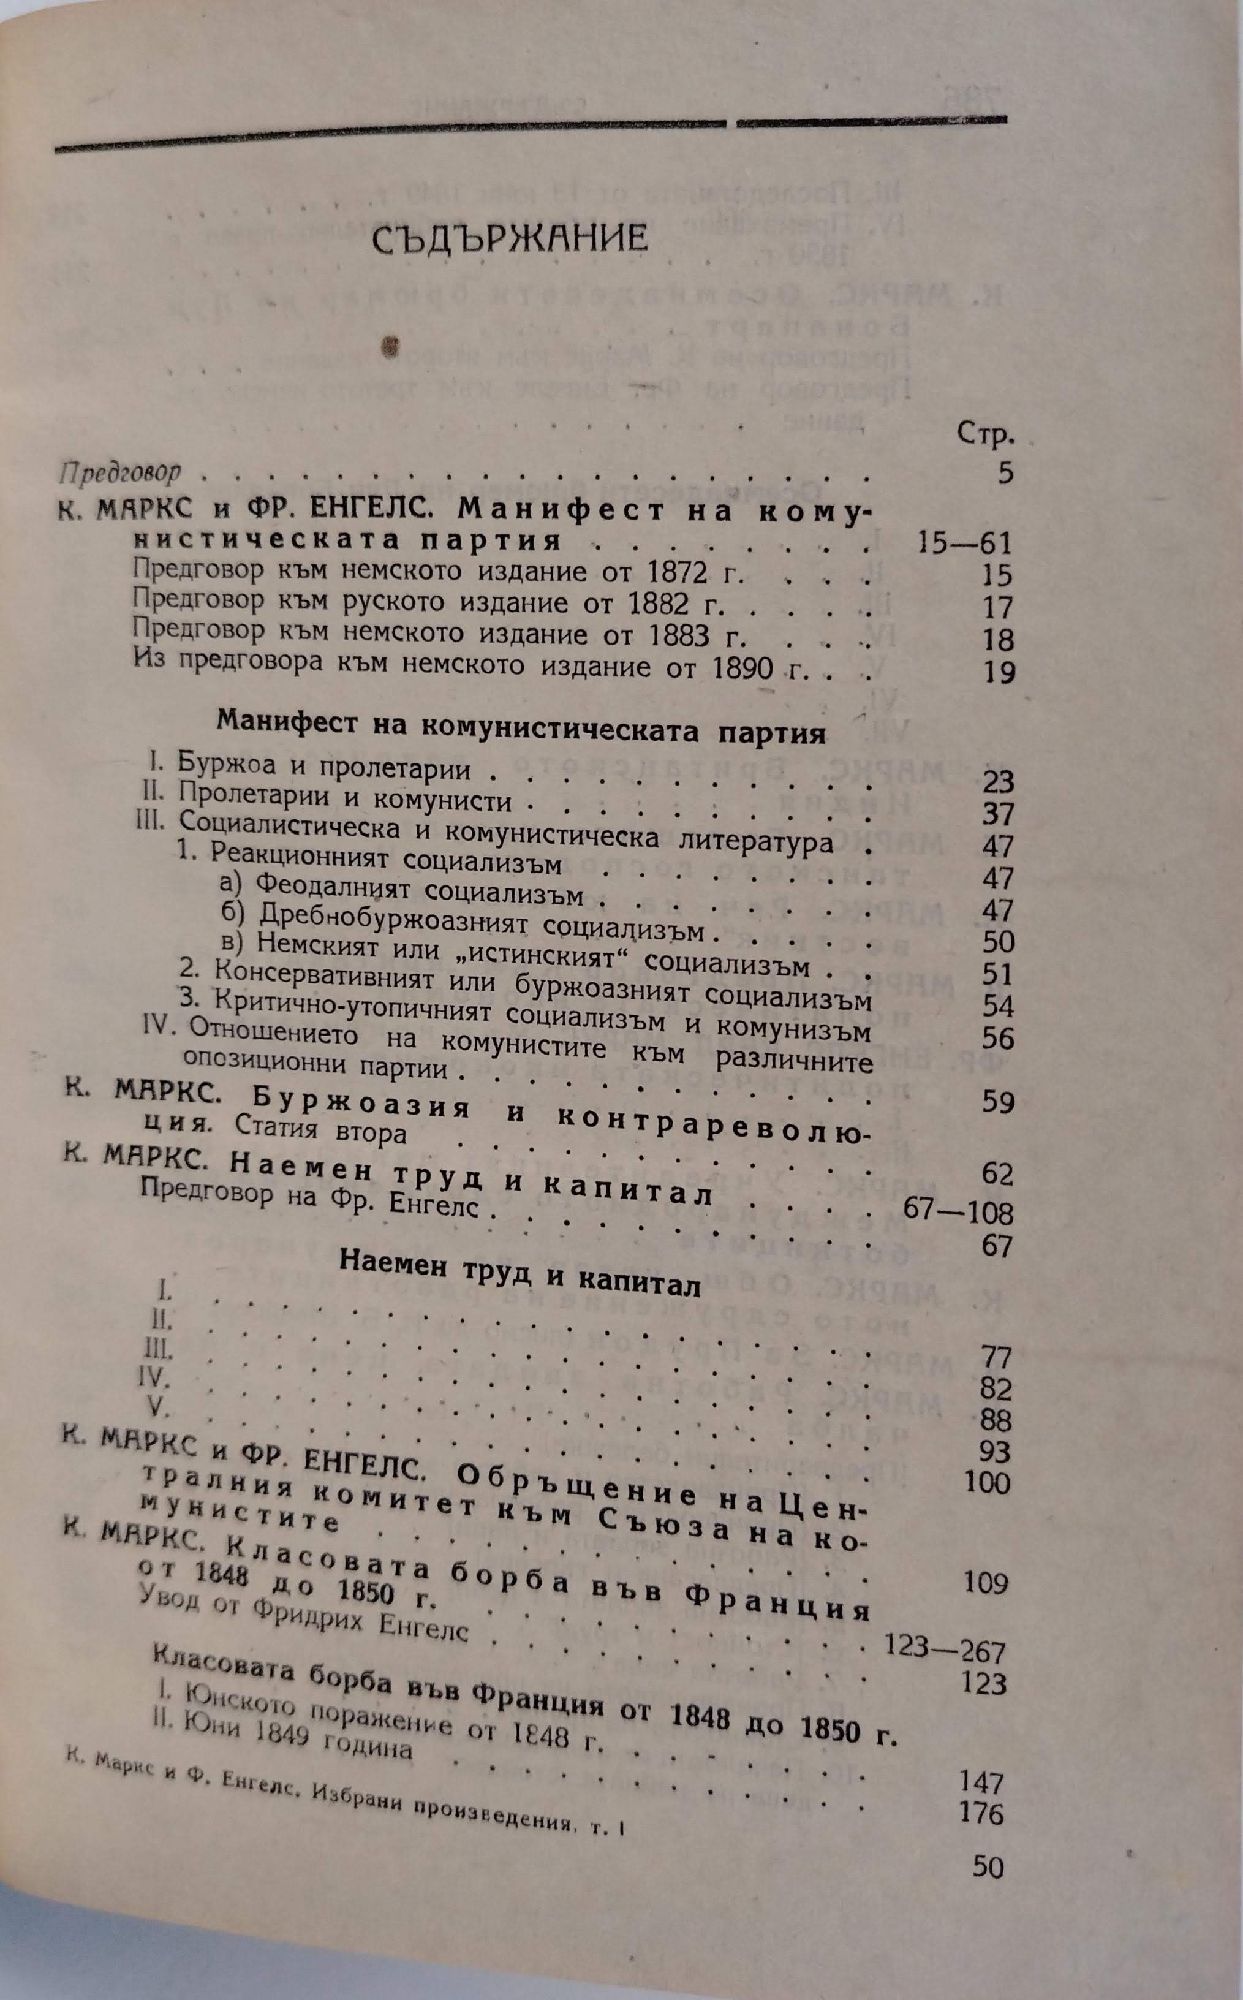 СЪДЪРЖАНИЕ
Стр.
Предговор . . . . . . . . . . . . . . . . . . 5
К. МАРКС и ФР. ЕНГЕЛС. Манифест на кому-
нистическата партия . . . . . . . . 15—61
Предговор към немското издание от 1872 г. . . . 15
Предговор към руското издание от 1882 г. . . . . 17
Предговор към немското издание от 1883 г. . . . 18
Из предговора към немското издание от 1890 г. . . 19
Манифест на комунистическата партия
I. Буржоа и пролетарии . . . . . . . . . . . 23
II. Пролетарии и комунисти . . . . . . . . . . 37
III. Социалистическа и комунистическа литература . 47
1. Реакционният социализъм . . . . . . . . 47
а) Феодалният социализъм . . . . . . . . 47
б) Дребнобуржоазният социализъм . . . . . 50
в) Немският или „истинският“ социализъм . . 51
2. Консервативният или буржоазният социализъм 54
3. Критично-утопичният социализъм и комунизъм 56
IV. Отношението на комунистите към различните
опозиционни партии . . . . . . . . . . . . 59
К. МАРКС. Буржоазия и контрареволю-
ция. Статия втора . . . . . . . . . . . . 62
К. МАРКС. Наемен труд и капитал . . . . 67—108
Предговор на Фр. Енгелс . . . . . . . . . . . 67
Наемен труд и капитал
I. . . . . . . . . . . . . . . . . . . . 77
II. . . . . . . . . . . . . . . . . . . . 82
III. . . . . . . . . . . . . . . . . . . . 88
IV. . . . . . . . . . . . . . . . . . . . 93
V. . . . . . . . . . . . . . . . . . . . 100
К. МАРКС и ФР. ЕНГЕЛС. Обръщение на Цен-
тралния комитет към Съюза на ко-
мунистите . . . . . . . . . . . . . . 109
К. МАРКС. Класовата борба във Франция
от 1848 до 1850 г. . . . . . . . . . . . 123—267
Увод от Фридрих Енгелс . . . . . . . . . . . 123
Класовата борба във Франция от 1848 до 1850 г.
I. Юнското поражение от 1848 г. . . . . . . . 147
II. Юни 1849 година . . . . . . . . . . . . 176
К. Маркс и Ф. Енгелс, Избрани произведения, т. I
50